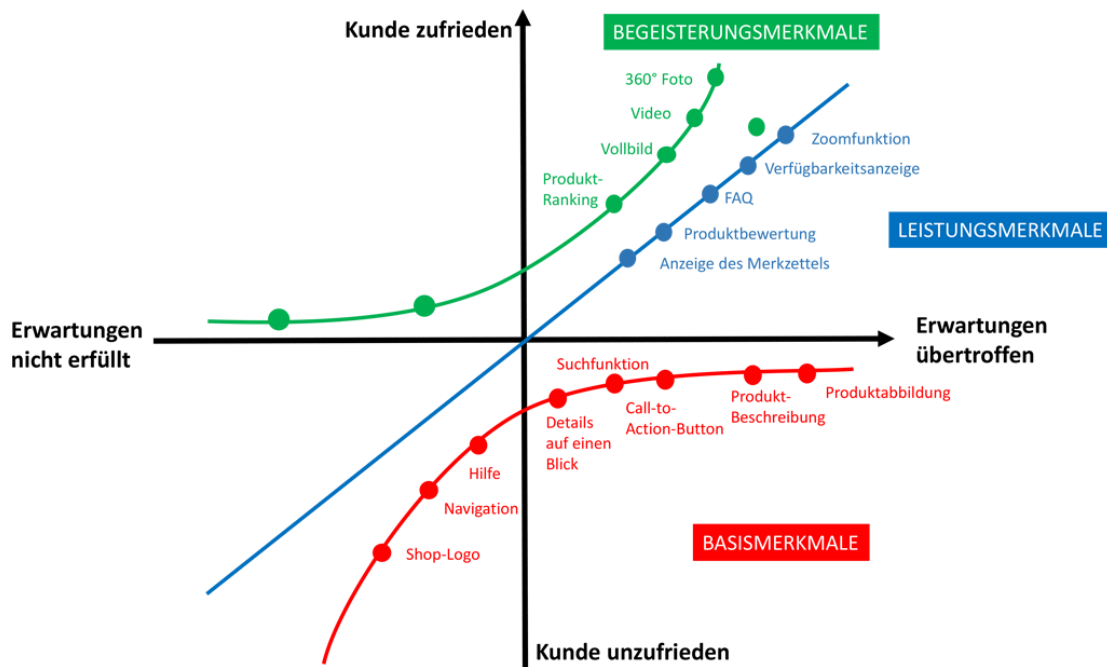 Kunde zufrieden
BEGEISTERUNGSMERKMALE
360° Foto
Video
Vollbild
Produkt-
Ranking
Zoomfunktion
Verfügbarkeitsanzeige
FAQ
Produktbewertung
Anzeige des Merkzettels
LEISTUNGSMERKMALE
Erwartungen
nicht erfüllt
Erwartungen
übertroffen
Suchfunktion
Details
auf einen
Blick
Call-to-
Action-Button
Produkt-
Beschreibung
Produktabbildung
Hilfe
Navigation
Shop-Logo
BASISMERKMALE
Kunde unzufrieden